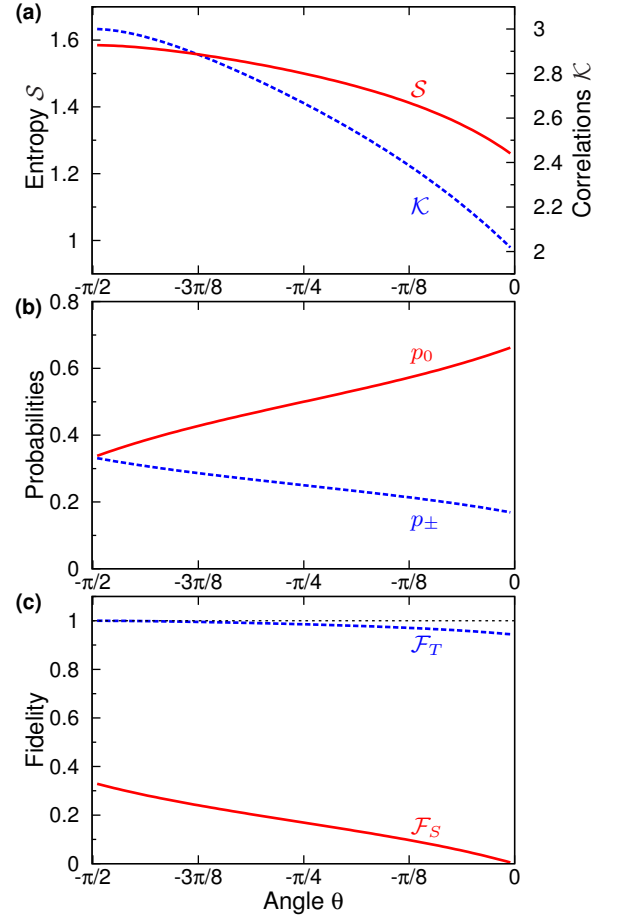 (a)
Entropy 𝒮
1.6
1.4
1.2
1
3
2.8
2.6
2.4
2.2
2
Correlations 𝒦
𝒮
𝒦
-π/2
-3π/8
-π/4
-π/8
0
(b)
Probabilities
0.8
0.6
0.4
0.2
0
p₀
p±
-π/2
-3π/8
-π/4
-π/8
0
(c)
Fidelity
1
0.8
0.6
0.4
0.2
0
ℱ_T
ℱ_S
-π/2
-3π/8
-π/4
-π/8
0
Angle θ